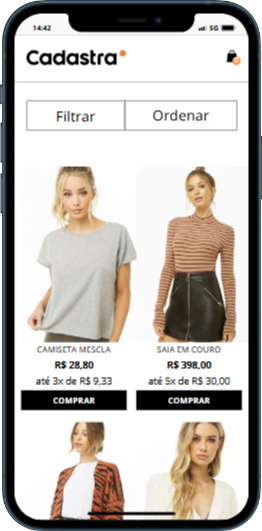 14:42
5G
Cadastra
0
Filtrar
Ordenar
CAMISETA MESCLA
SAIA EM COURO
R$ 28,80
R$ 398,00
até 3x de R$ 9,33
até 5x de R$ 30,00
COMPRAR
COMPRAR